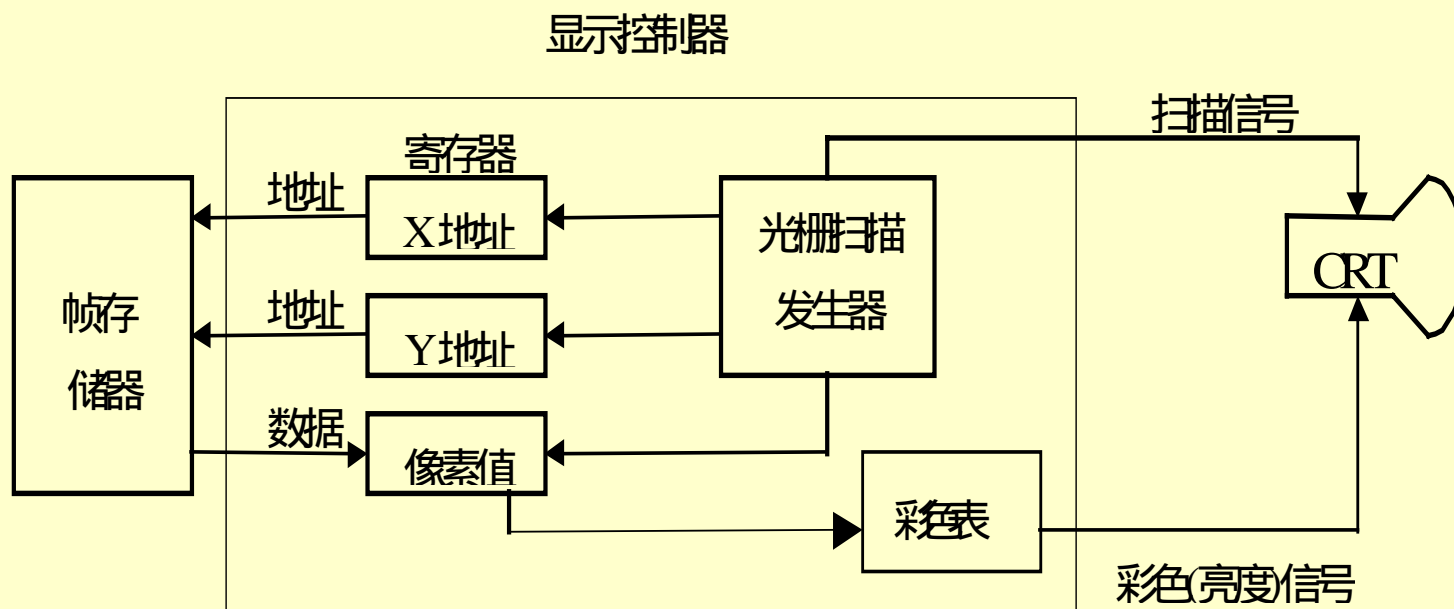 显示控制器
扫描信号
寄存器
地址
X 地址
光栅扫描
发生器
CRT
帧存
储器
地址
Y 地址
数据
像素值
彩色表
彩色(亮度)信号